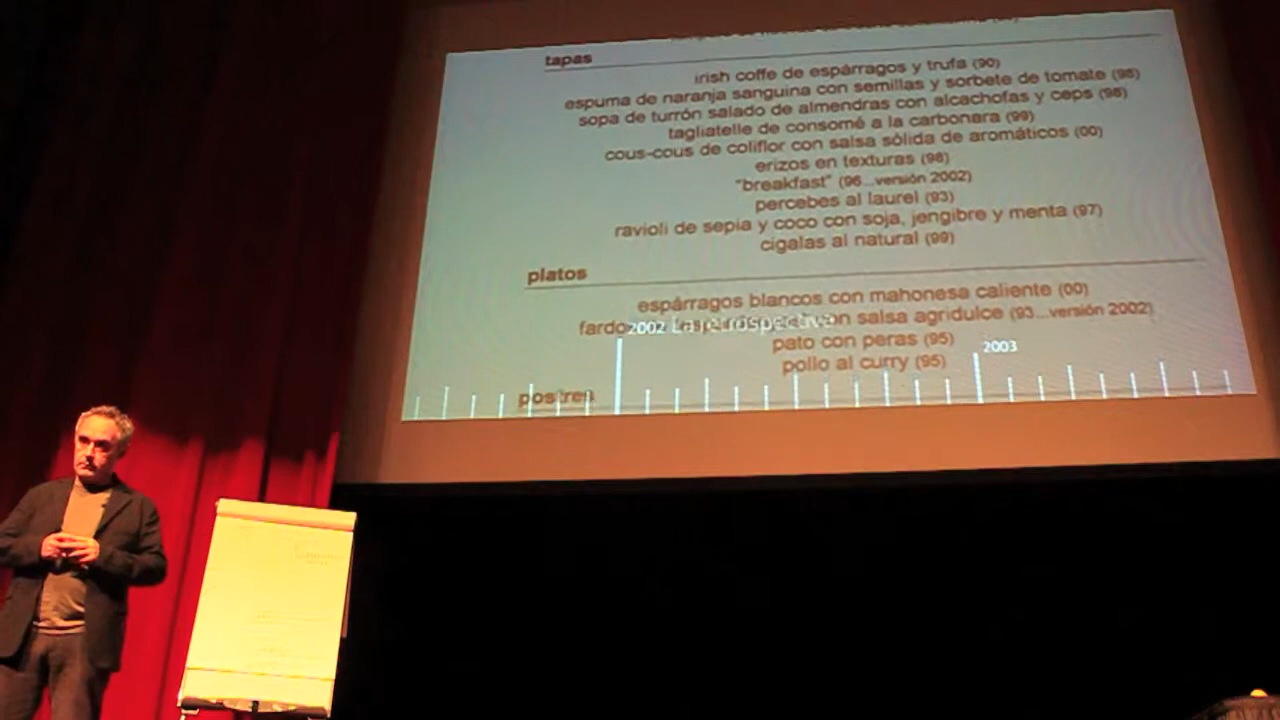 tapas
irish coffe de espárragos y trufa (90)
espuma de naranja sanguina con semillas y sorbete de tomate (98)
sopa de turrón salado de almendras con alcachofas y ceps (98)
tagliatelle de consomé a la carbonara (99)
cous-cous de coliflor con salsa sólida de aromáticos (00)
erizos en texturas (98)
"breakfast" (96...versión 2002)
percebes al laurel (93)
ravioli de sepia y coco con soja, jengibre y menta (97)
cigalas al natural (99)
platos
espárragos blancos con mahonesa caliente (00)
salsa agridulce (93...versión 2002)
2002 La retrospectiva
pato con peras (95)
2003
pollo al curry (95)